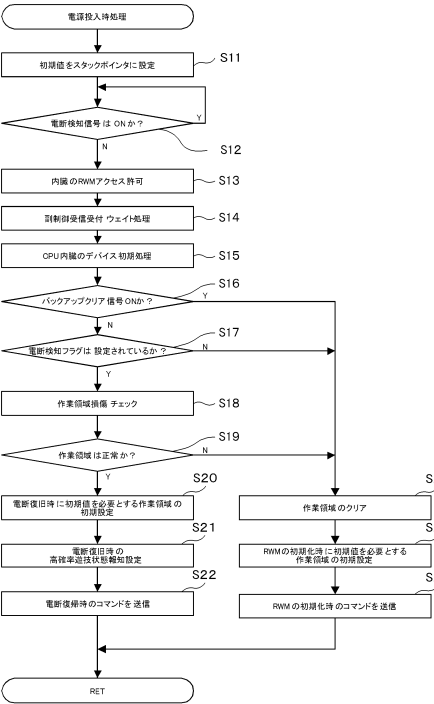 電源投入時処理
初期値をスタックポインタに設定
S11
電断検知信号は ONか？
Y
N
S12
内臓のRWMアクセス許可
S13
副制御受信受付 ウェイト処理
S14
CPU内臓のデバイス初期処理
S15
バックアップクリア信号ONか？
S16
Y
N
電断検知フラグは 設定されているか？
S17
N
Y
作業領域損傷 チェック
S18
作業領域は正常か？
S19
N
Y
S20
電断復旧時に初期値を必要とする作業領域の
初期設定
S21
電断復旧時の
高確率遊技状態報知設定
S22
電断復帰時のコマンドを送信
S
作業領域のクリア
S
RWMの初期化時に初期値を必要とする
作業領域の初期設定
S
RWMの初期化時のコマンドを送信
RET